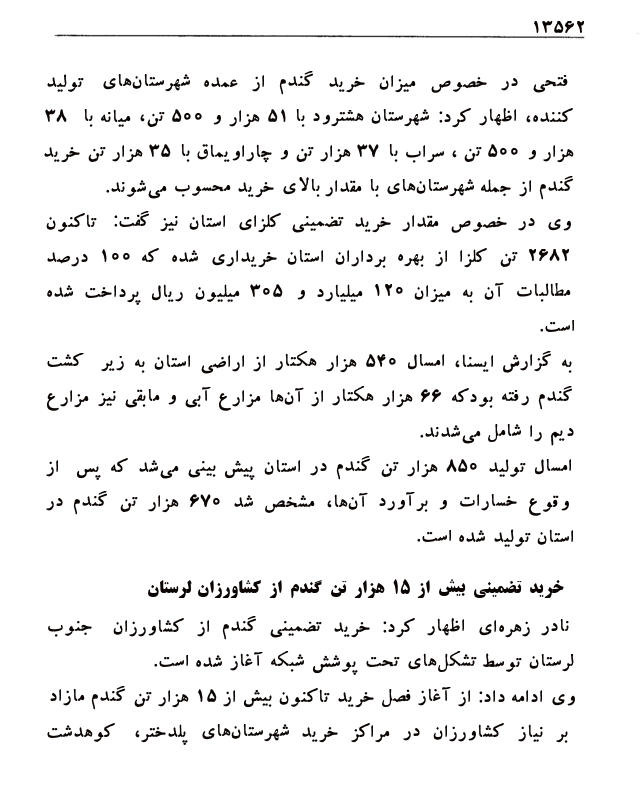 ۱۳۵۶۲
فتحی در خصوص میزان خرید گندم از عمده شهرستان‌های تولید
کننده، اظهار کرد: شهرستان هشترود با ۵۱ هزار و ۵۰۰ تن، میانه با ۳۸
هزار و ۵۰۰ تن ، سراب با ۳۷ هزار تن و چاراویماق با ۳۵ هزار تن خرید
گندم از جمله شهرستان‌های با مقدار بالای خرید محسوب می‌شوند.
وی در خصوص مقدار خرید تضمینی کلزای استان نیز گفت: تاکنون
۲۶۸۲ تن کلزا از بهره برداران استان خریداری شده که ۱۰۰ درصد
مطالبات آن به میزان ۱۲۰ میلیارد و ۳۰۵ میلیون ریال پرداخت شده
است.
به گزارش ایسنا، امسال ۵۴۰ هزار هکتار از اراضی استان به زیر کشت
گندم رفته بودکه ۶۶ هزار هکتار از آن‌ها مزارع آبی و مابقی نیز مزارع
دیم را شامل می‌شدند.
امسال تولید ۸۵۰ هزار تن گندم در استان پیش بینی می‌شد که پس از
وقوع خسارات و برآورد آن‌ها، مشخص شد ۶۷۰ هزار تن گندم در
استان تولید شده است.
خرید تضمینی بیش از ۱۵ هزار تن گندم از کشاورزان لرستان
نادر زهره‌ای اظهار کرد: خرید تضمینی گندم از کشاورزان جنوب
لرستان توسط تشکل‌های تحت پوشش شبکه آغاز شده است.
وی ادامه داد: از آغاز فصل خرید تاکنون بیش از ۱۵ هزار تن گندم مازاد
بر نیاز کشاورزان در مراکز خرید شهرستان‌های پلدختر، کوهدشت